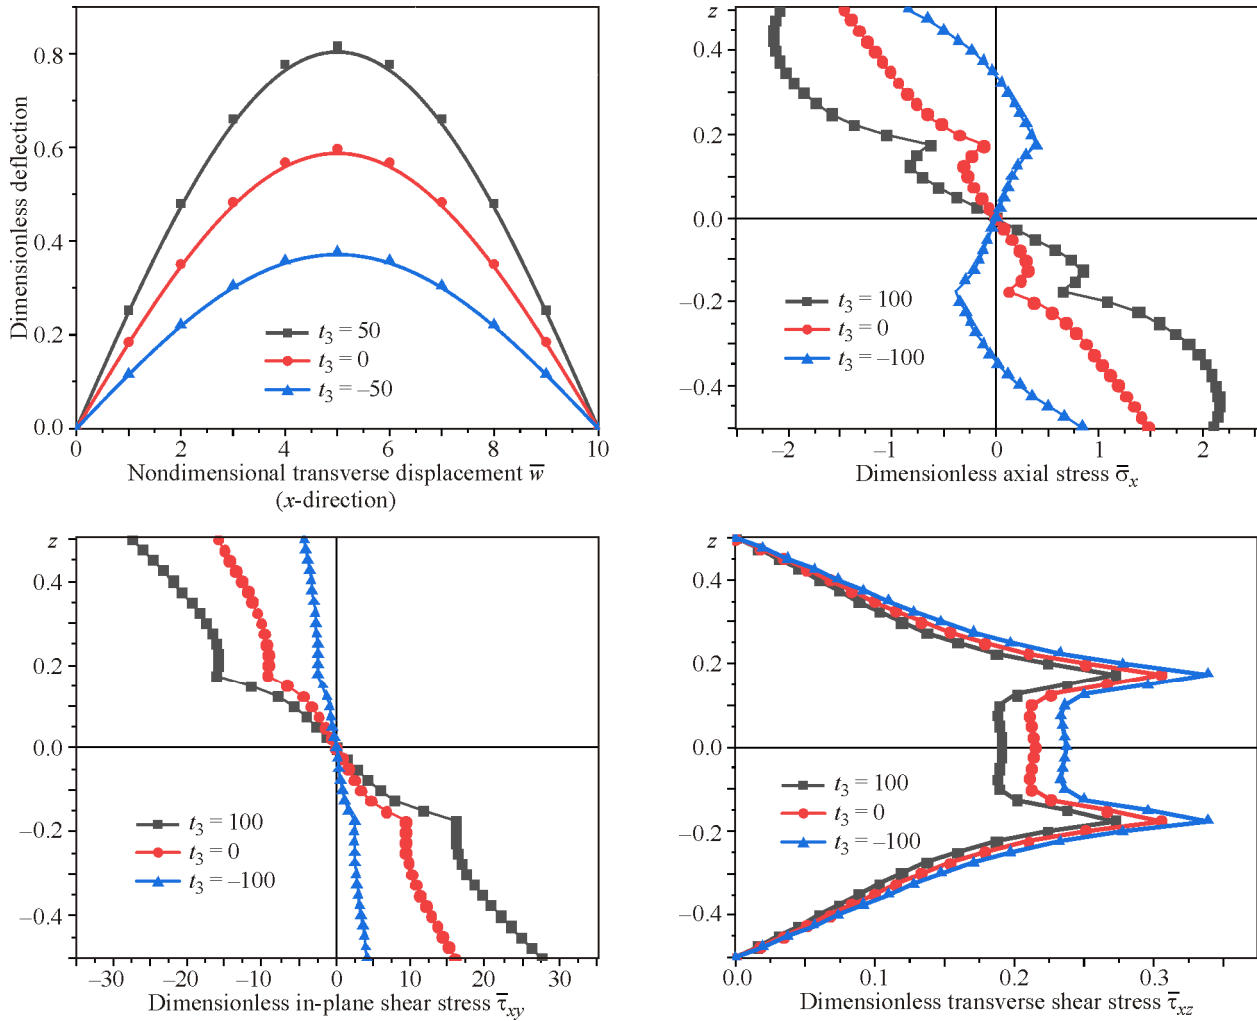 Dimensionless deflection
0.8
0.6
0.4
0.2
0.0
0 2 4 6 8 10
t3 = 50
t3 = 0
t3 = –50
Nondimensional transverse displacement w̅
(x-direction)
z
0.4
0.2
0.0
–0.2
–0.4
–2 –1 0 1 2
t3 = 100
t3 = 0
t3 = –100
Dimensionless axial stress σ̅x
z
0.4
0.2
0.0
–0.2
–0.4
–30 –20 –10 0 10 20 30
t3 = 100
t3 = 0
t3 = –100
Dimensionless in-plane shear stress τ̅xy
z
0.4
0.2
0.0
–0.2
–0.4
0.0 0.1 0.2 0.3
t3 = 100
t3 = 0
t3 = –100
Dimensionless transverse shear stress τ̅xz